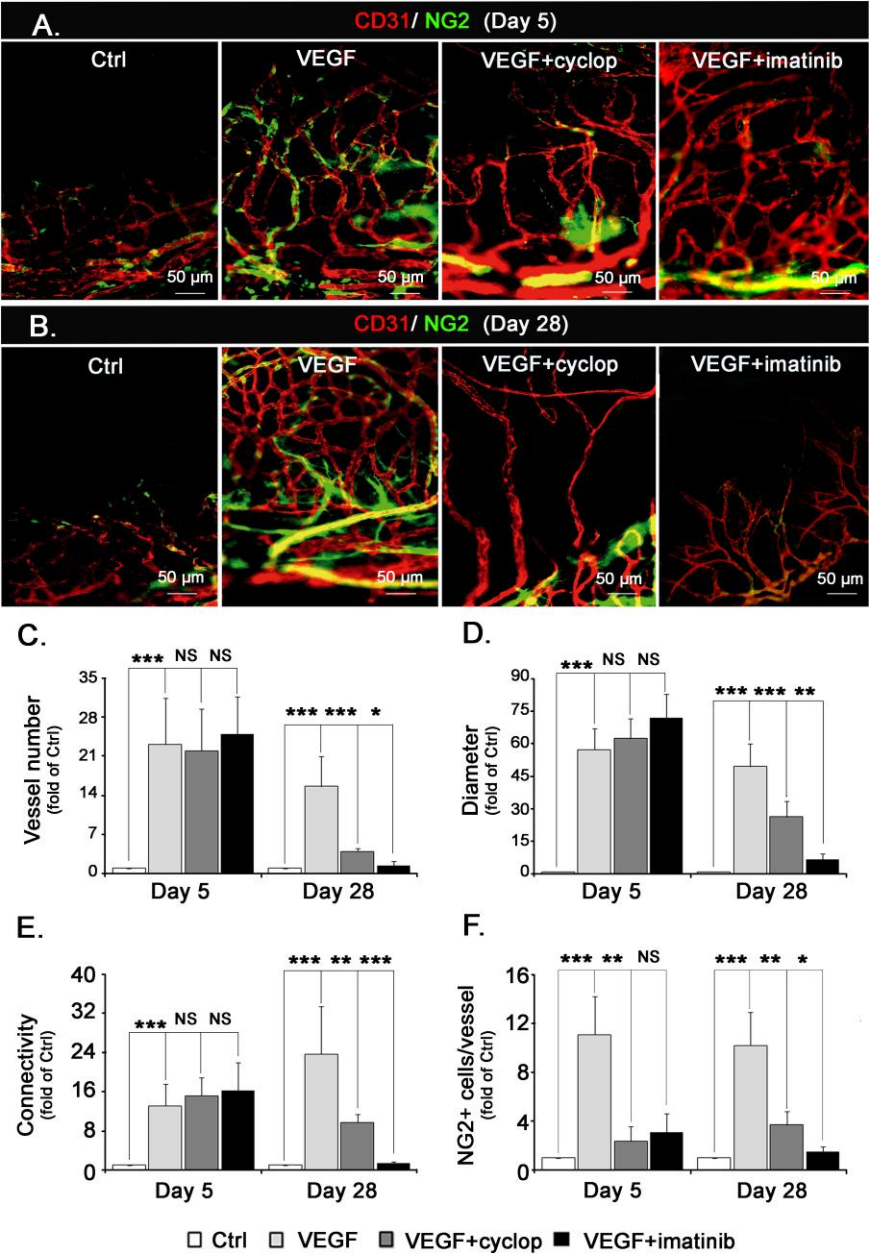 A.
CD31/ NG2 (Day 5)
Ctrl
VEGF
VEGF+cyclop
VEGF+imatinib
50 µm
50 µm
50 µm
50 µm
B.
CD31/ NG2 (Day 28)
Ctrl
VEGF
VEGF+cyclop
VEGF+imatinib
50 µm
50 µm
50 µm
50 µm
C.
Vessel number
(fold of Ctrl)
35
28
21
14
7
0
*** NS NS
*** *** *
Day 5
Day 28
D.
Diameter
(fold of Ctrl)
90
75
60
45
30
15
0
*** NS NS
*** *** **
Day 5
Day 28
E.
Connectivity
(fold of Ctrl)
40
32
24
16
8
0
*** NS NS
*** ** ***
Day 5
Day 28
F.
NG2+ cells/vessel
(fold of Ctrl)
16
12
8
4
0
*** ** NS
*** ** *
Day 5
Day 28
Ctrl
VEGF
VEGF+cyclop
VEGF+imatinib